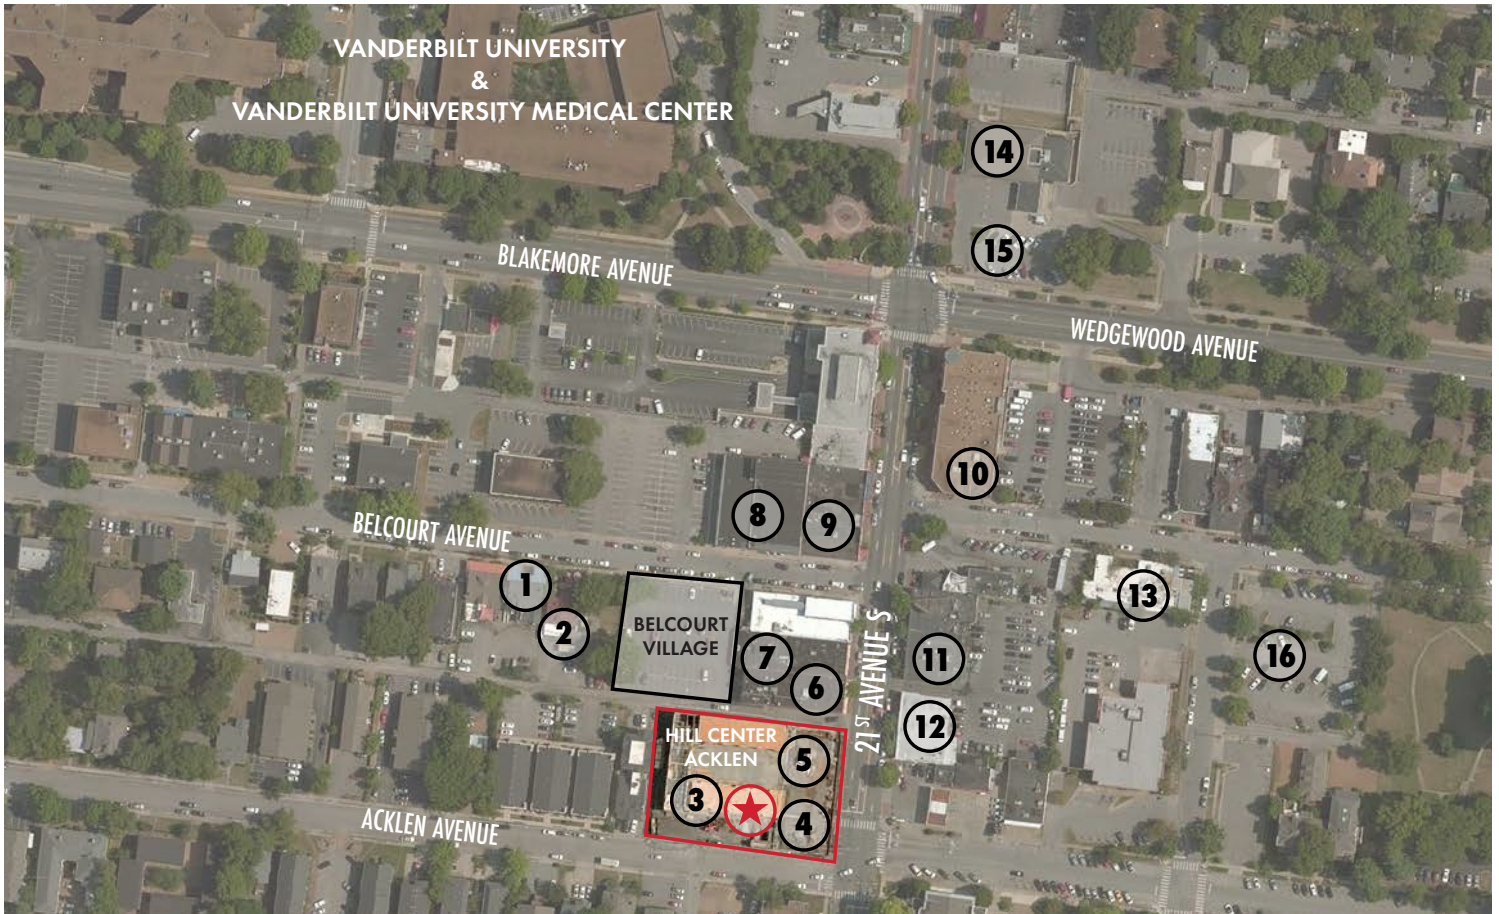 VANDERBILT UNIVERSITY
&
VANDERBILT UNIVERSITY MEDICAL CENTER
14
15
BLAKEMORE AVENUE
WEDGEWOOD AVENUE
10
8
9
BELCOURT AVENUE
1
2
BELCOURT
VILLAGE
7
6
21ST AVENUE S
11
12
13
16
HILL CENTER
ACKLEN
5
3
4
ACKLEN AVENUE